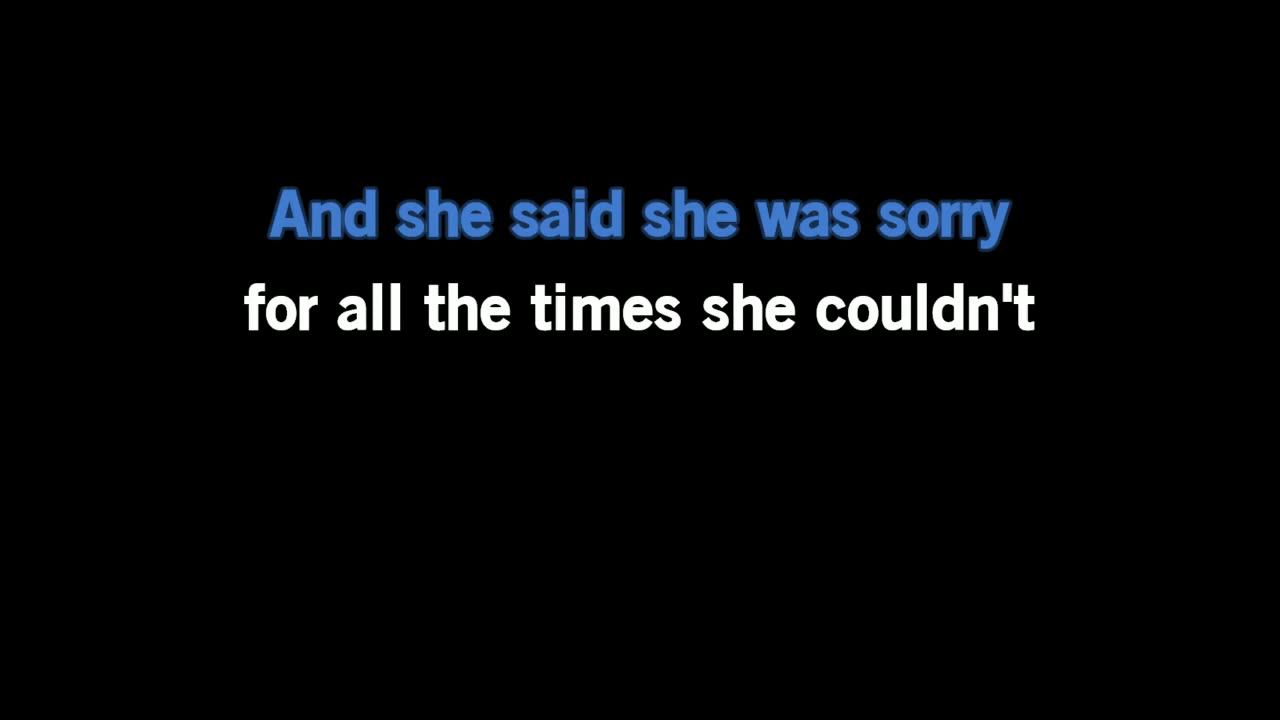 And she said she was sorry
for all the times she couldn't